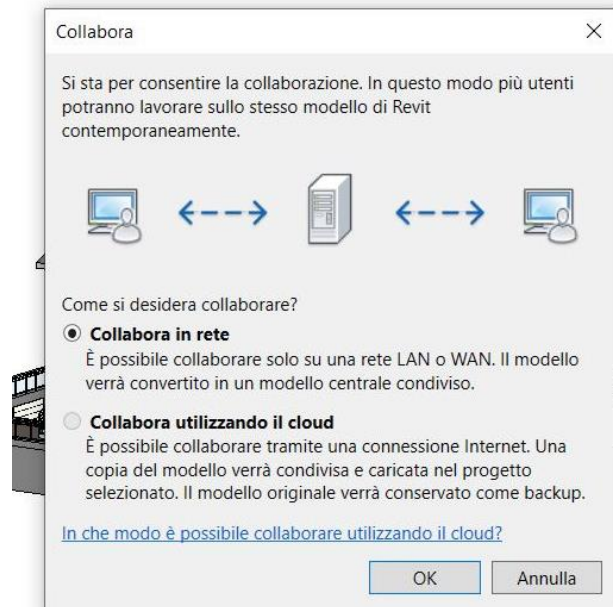 Collabora
Si sta per consentire la collaborazione. In questo modo più utenti
potranno lavorare sullo stesso modello di Revit
contemporaneamente.
Come si desidera collaborare?
Collabora in rete
È possibile collaborare solo su una rete LAN o WAN. Il modello
verrà convertito in un modello centrale condiviso.
Collabora utilizzando il cloud
È possibile collaborare tramite una connessione Internet. Una
copia del modello verrà condivisa e caricata nel progetto
selezionato. Il modello originale verrà conservato come backup.
In che modo è possibile collaborare utilizzando il cloud?
OK Annulla